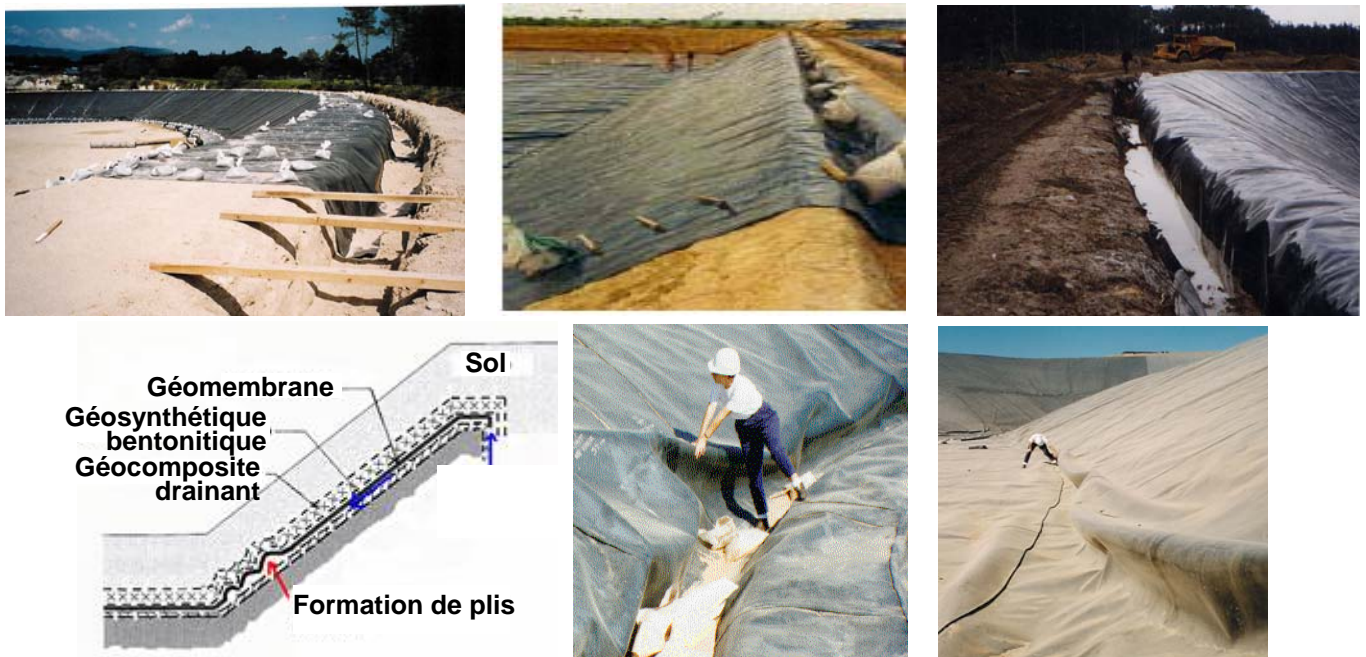 Sol
Géomembrane
Géosynthétique
bentonitique
Géocomposite
drainant
Formation de plis